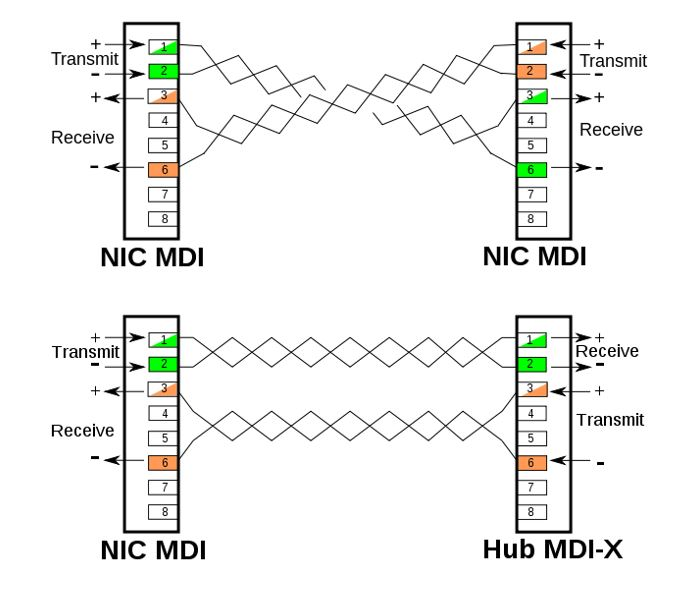 + 1 1 +
Transmit Transmit
- 2 2 -
+ 3 3 +
4 4
Receive Receive
5 5
- 6 6 -
7 7
8 8
NIC MDI NIC MDI
+ 1 1 +
Transmit Receive
- 2 2 -
+ 3 3 +
4 4 Transmit
Receive
5 5
- 6 6 -
7 7
8 8
NIC MDI Hub MDI-X